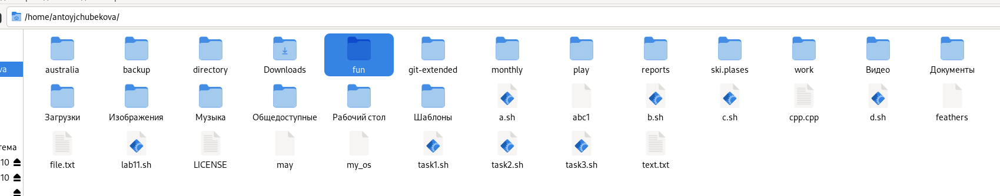 /home/antoyjchubekova/
australia backup directory Downloads fun git-extended monthly play reports ski.plases work Видео Документы
va
Загрузки Изображения Музыка Общедоступные Рабочий стол Шаблоны a.sh abc1 b.sh c.sh cpp.cpp d.sh feathers
тема
file.txt lab11.sh LICENSE may my_os task1.sh task2.sh task3.sh text.txt
10
10